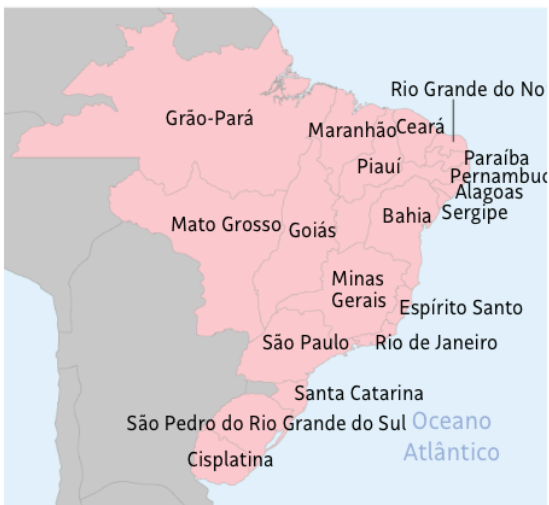 Rio Grande do No
Grão-Pará
Maranhão
Ceará
Piauí
Paraíba
Pernambuc
Alagoas
Sergipe
Bahia
Mato Grosso
Goiás
Minas
Gerais
Espírito Santo
São Paulo
Rio de Janeiro
Santa Catarina
São Pedro do Rio Grande do Sul
Oceano
Atlântico
Cisplatina